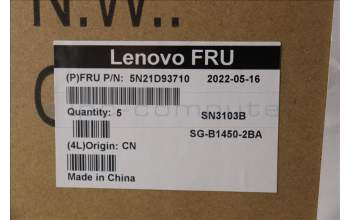 N.W..
Lenovo FRU
(P)FRU P/N: 5N21D93710 2022-05-16
Quantity: 5 SN3103B
SG-B1450-2BA
(4L)Origin: CN
Made in China